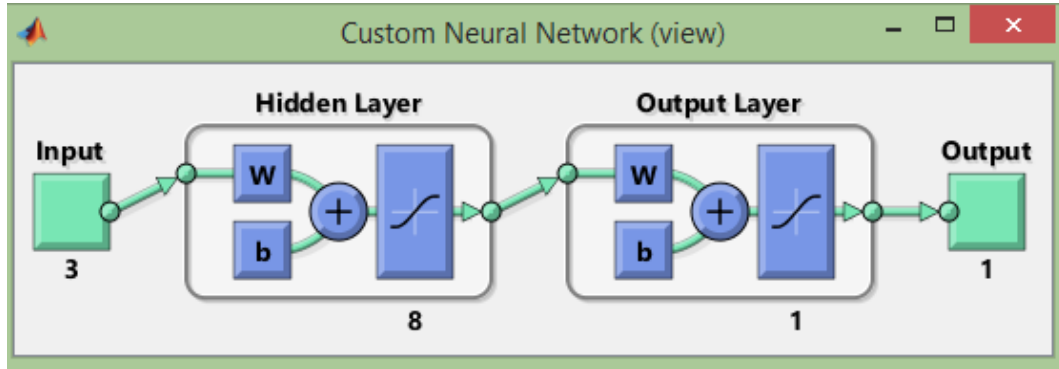 Custom Neural Network (view)
Hidden Layer
Output Layer
Input
Output
W
W
b
b
3
1
8
1